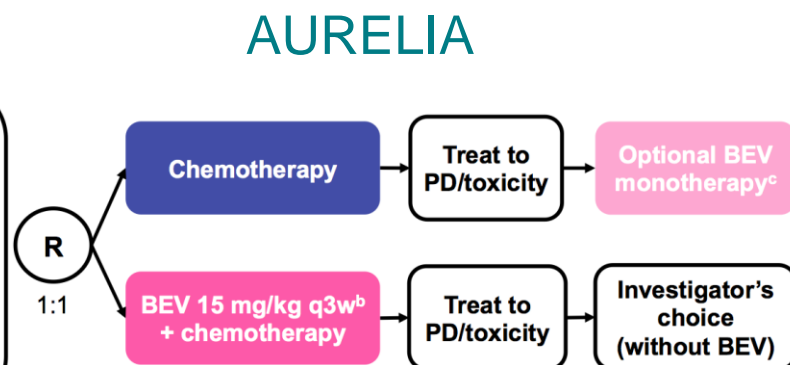 AURELIA
Chemotherapy
Treat to
PD/toxicity
Optional BEV
monotherapyᶜ
R
1:1
BEV 15 mg/kg q3wᵇ
+ chemotherapy
Treat to
PD/toxicity
Investigator's
choice
(without BEV)